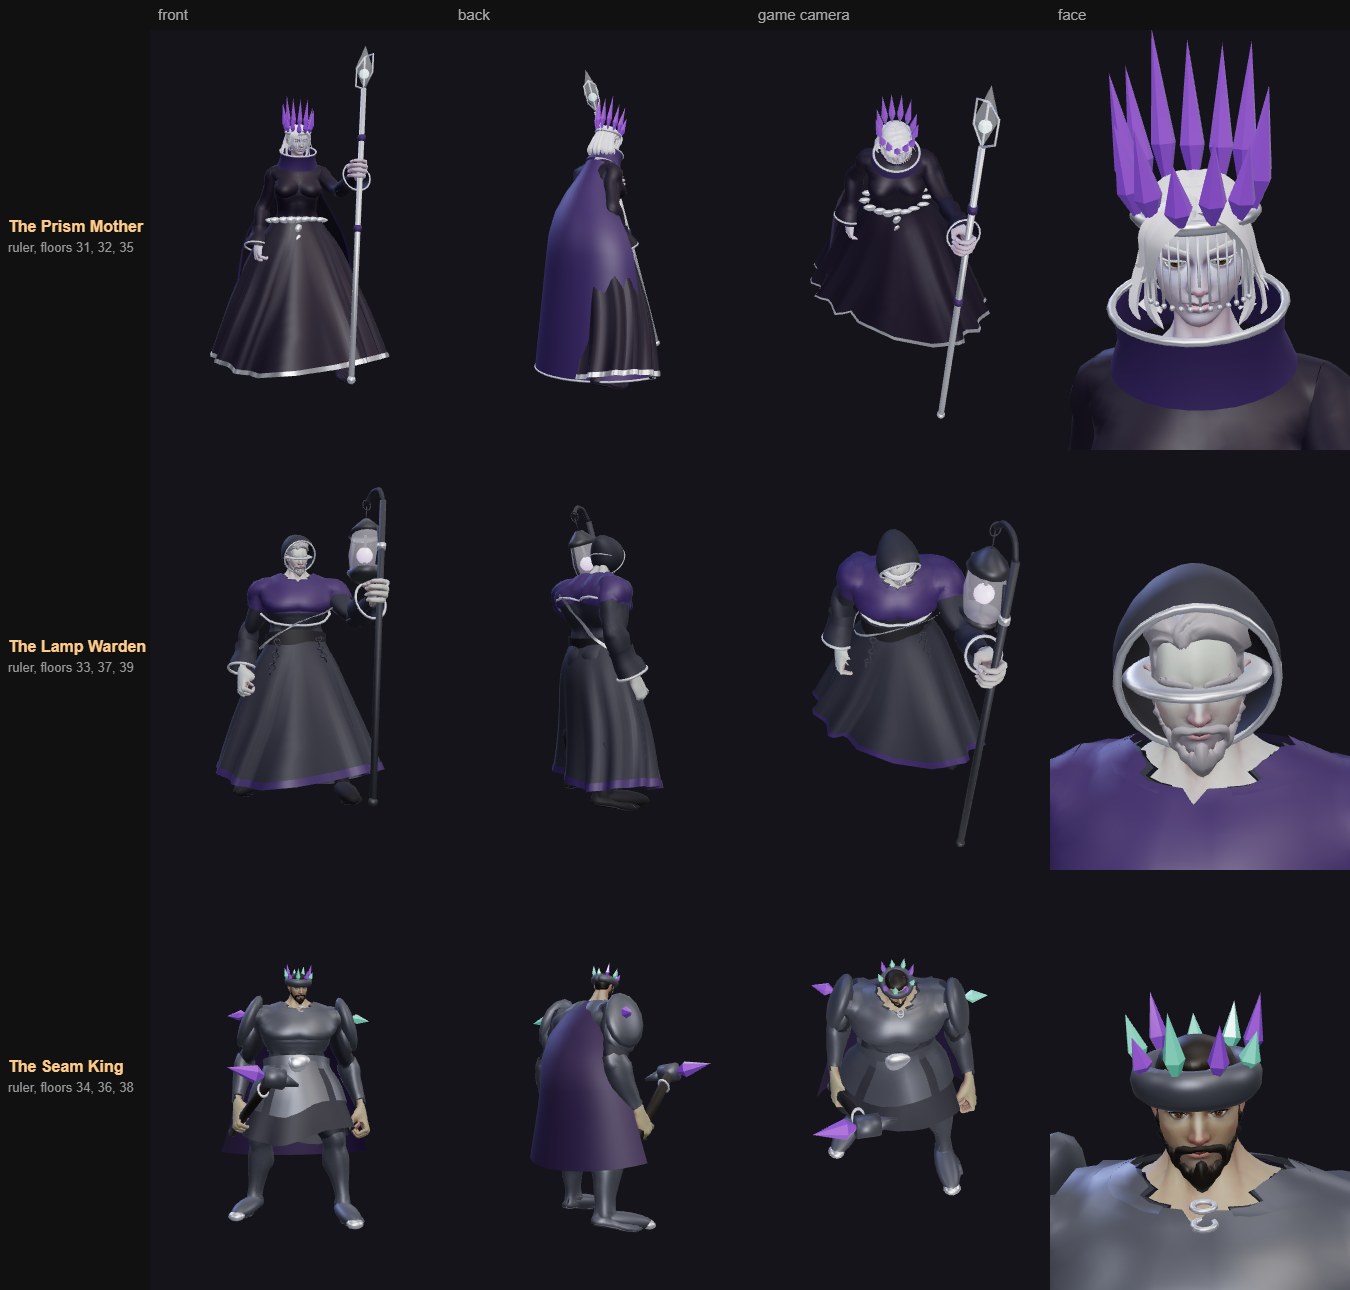 front back game camera face
The Prism Mother
ruler, floors 31, 32, 35
The Lamp Warden
ruler, floors 33, 37, 39
The Seam King
ruler, floors 34, 36, 38